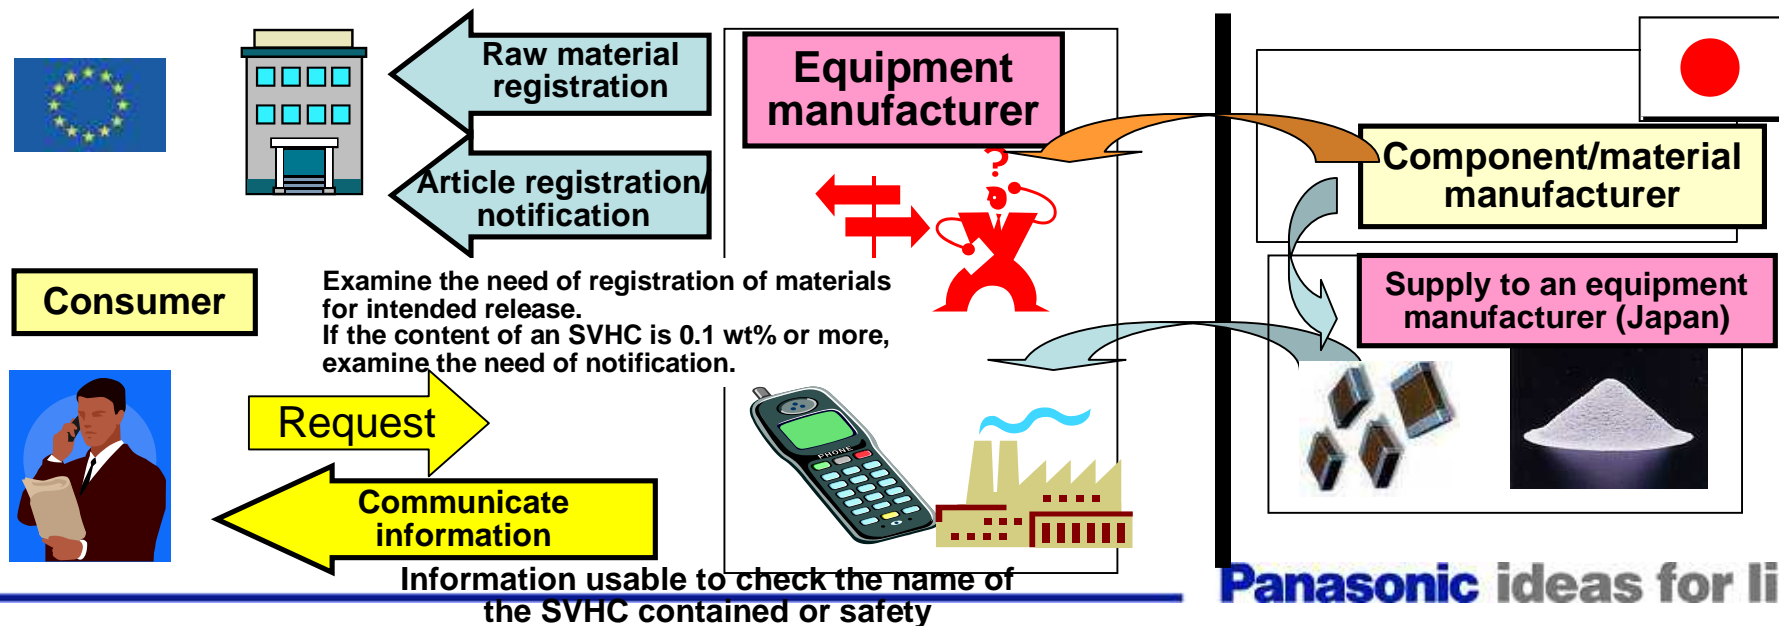 Raw material
registration
Equipment
manufacturer
Article registration/
notification
Component/material
manufacturer
Consumer
Examine the need of registration of materials
for intended release.
If the content of an SVHC is 0.1 wt% or more,
examine the need of notification.
Supply to an equipment
manufacturer (Japan)
?
Request
PHONE
Communicate
information
Information usable to check the name of
the SVHC contained or safety
Panasonic ideas for li